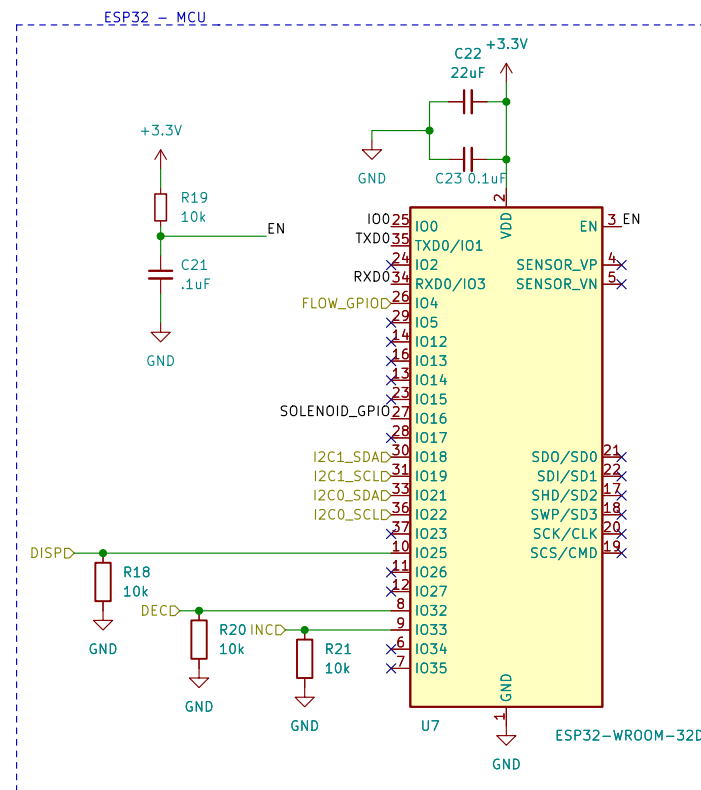 ESP32 - MCU
C22
+3.3V
22uF
C23 0.1uF
GND
+3.3V
R19
10k
EN
C21
.1uF
GND
2
VDD
IO0 25 IO0
TXD0 35 TXD0/IO1
24 IO2
RXD0 34 RXD0/IO3
FLOW_GPIO 26 IO4
29 IO5
14 IO12
16 IO13
13 IO14
23 IO15
SOLENOID_GPIO 27 IO16
28 IO17
I2C1_SDA 30 IO18
I2C1_SCL 31 IO19
I2C0_SDA 33 IO21
I2C0_SCL 36 IO22
37 IO23
DISP 10 IO25
11 IO26
12 IO27
DEC 8 IO32
INC 9 IO33
6 IO34
7 IO35
EN 3 EN
SENSOR_VP 4
SENSOR_VN 5
SDO/SD0 21
SDI/SD1 22
SHD/SD2 17
SWP/SD3 18
SCK/CLK 20
SCS/CMD 19
R18
10k
GND
R20
10k
GND
R21
10k
GND
GND
1
U7
ESP32-WROOM-32D
GND